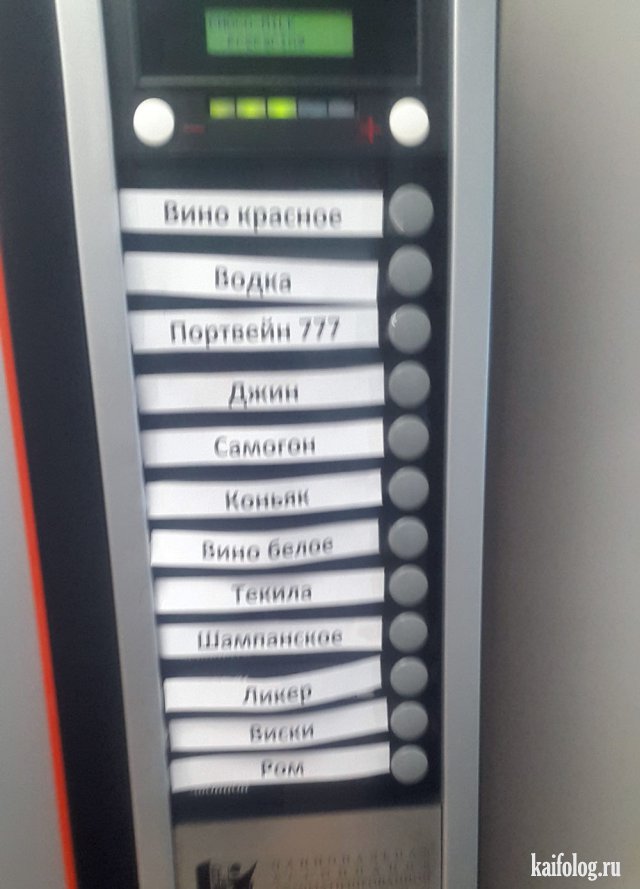 Вино красное
Водка
Портвейн 777
Джин
Самогон
Коньяк
Вино белое
Текила
Шампанское
Ликер
Виски
Ром
kaifolog.ru